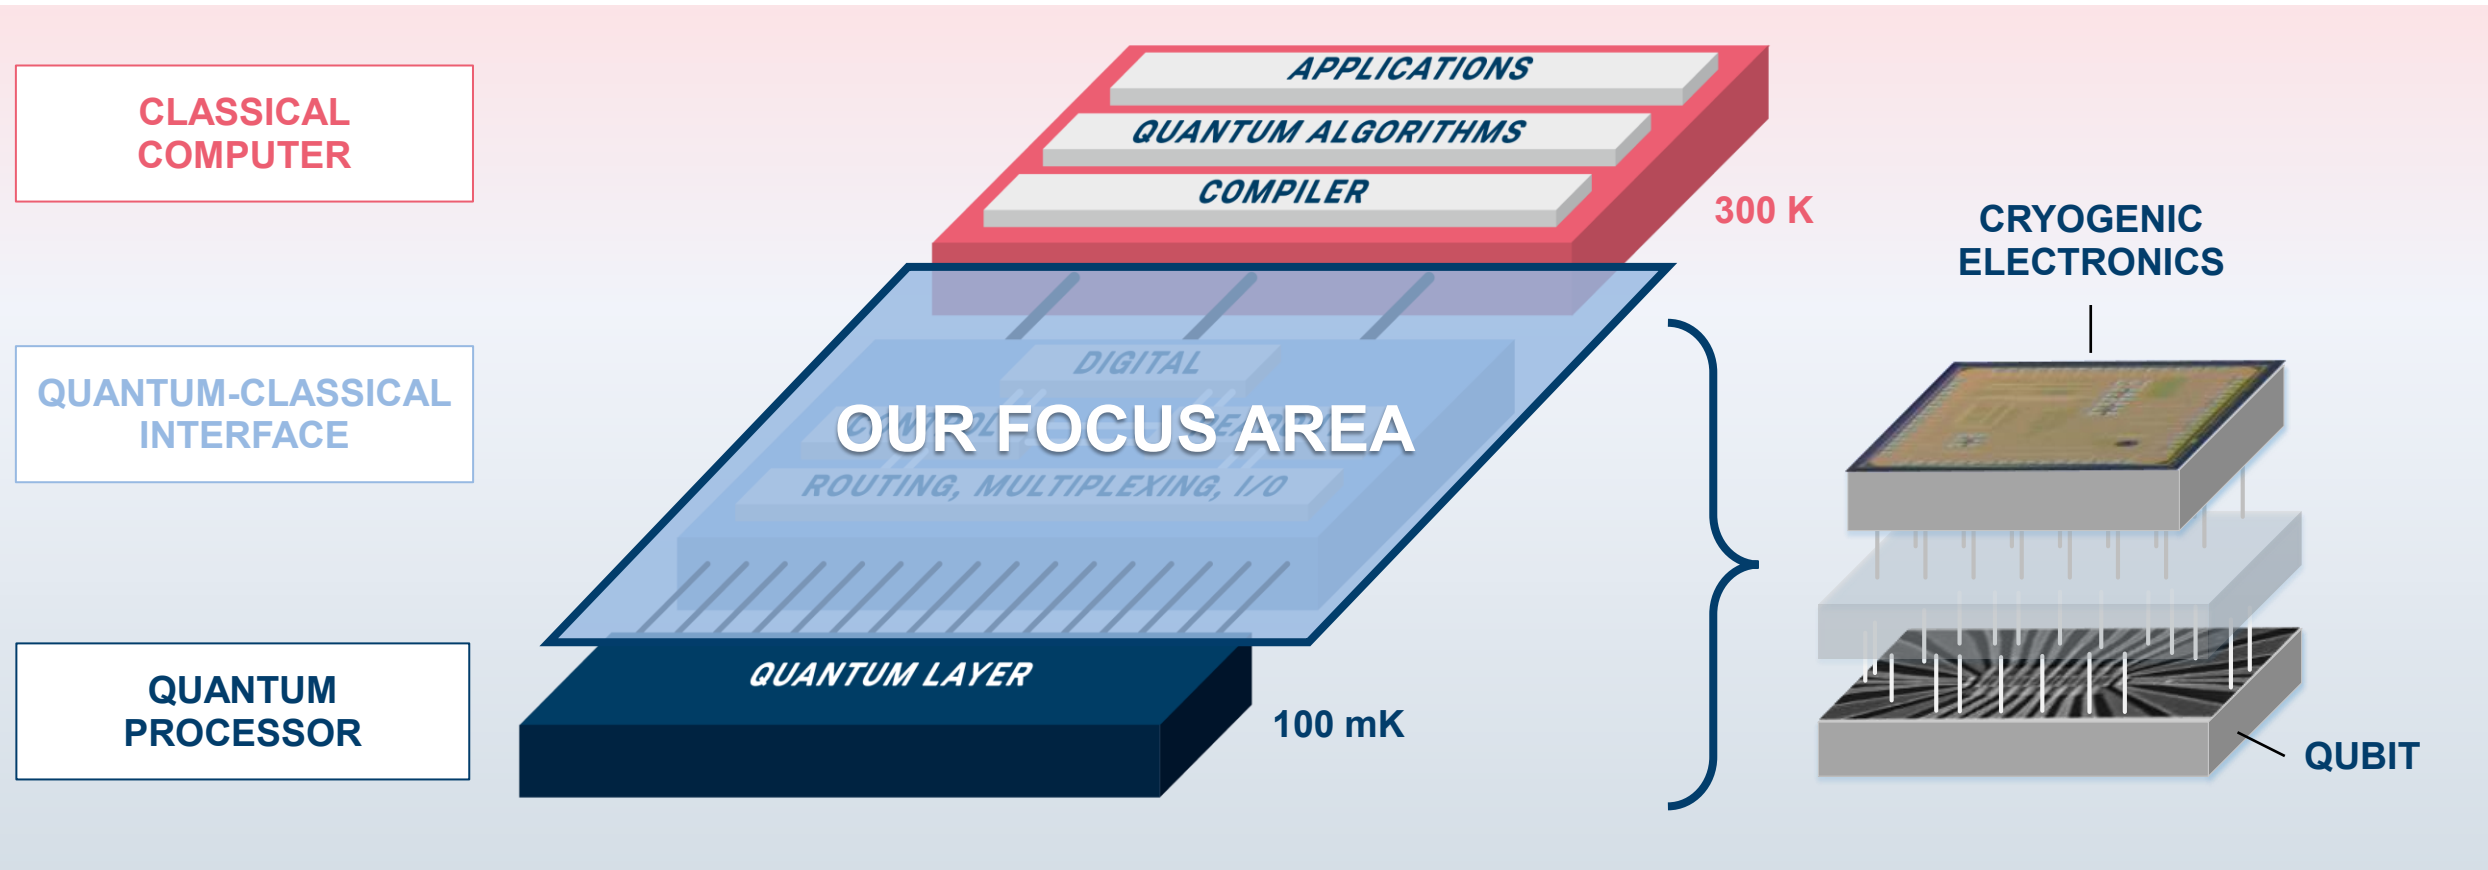 CLASSICAL
COMPUTER
APPLICATIONS
QUANTUM ALGORITHMS
COMPILER
300 K
QUANTUM-CLASSICAL
INTERFACE
DIGITAL
OUR FOCUS AREA
ROUTING, MULTIPLEXING, I/O
QUANTUM
PROCESSOR
QUANTUM LAYER
100 mK
CRYOGENIC
ELECTRONICS
QUBIT